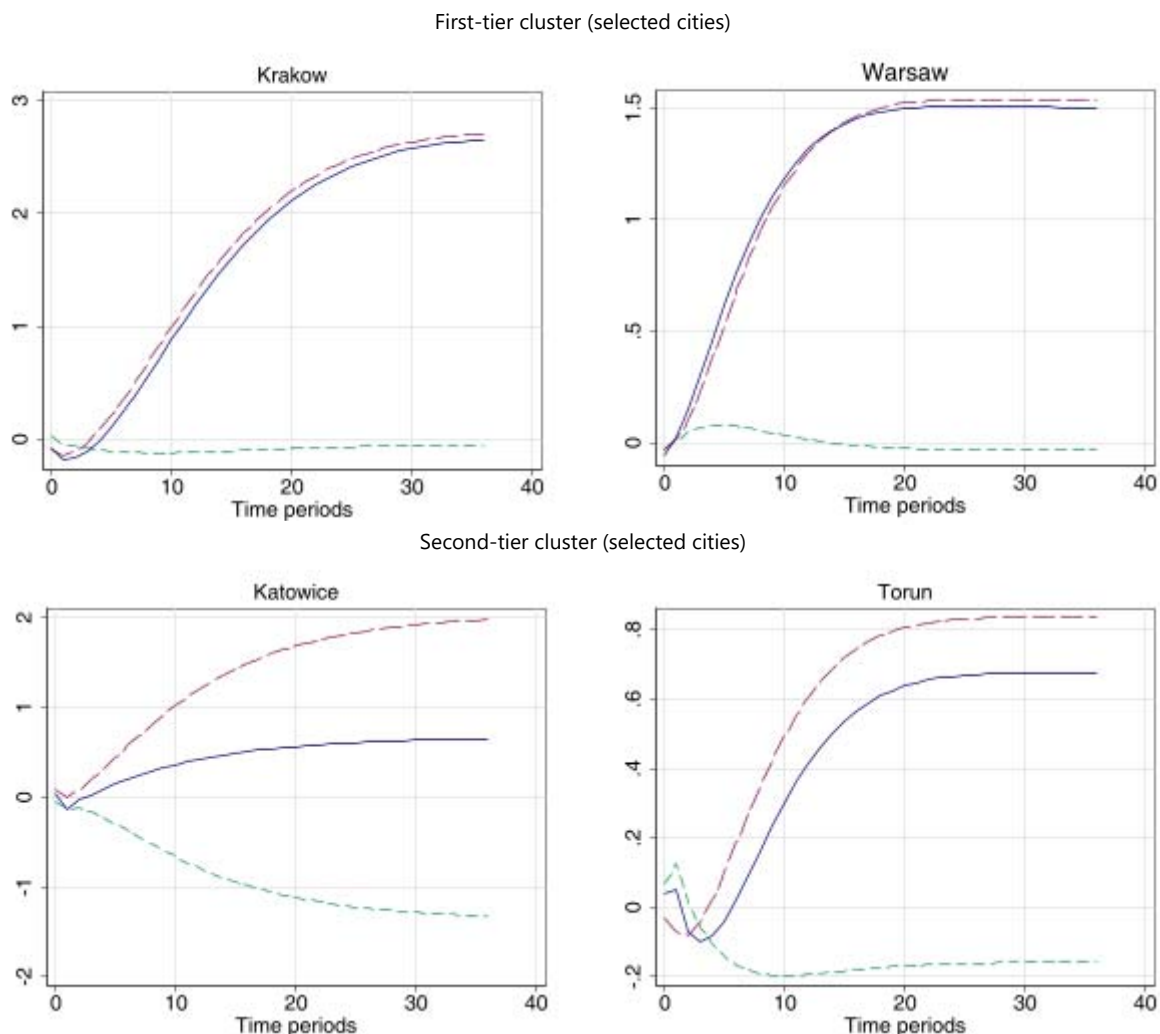 First-tier cluster (selected cities)
Krakow
3
2
1
0
0 10 20 30 40
Time periods
Warsaw
1.5
1
.5
0
0 10 20 30 40
Time periods
Second-tier cluster (selected cities)
Katowice
2
1
0
-1
-2
0 10 20 30 40
Time periods
Torun
.8
.6
.4
.2
0
-.2
0 10 20 30 40
Time periods